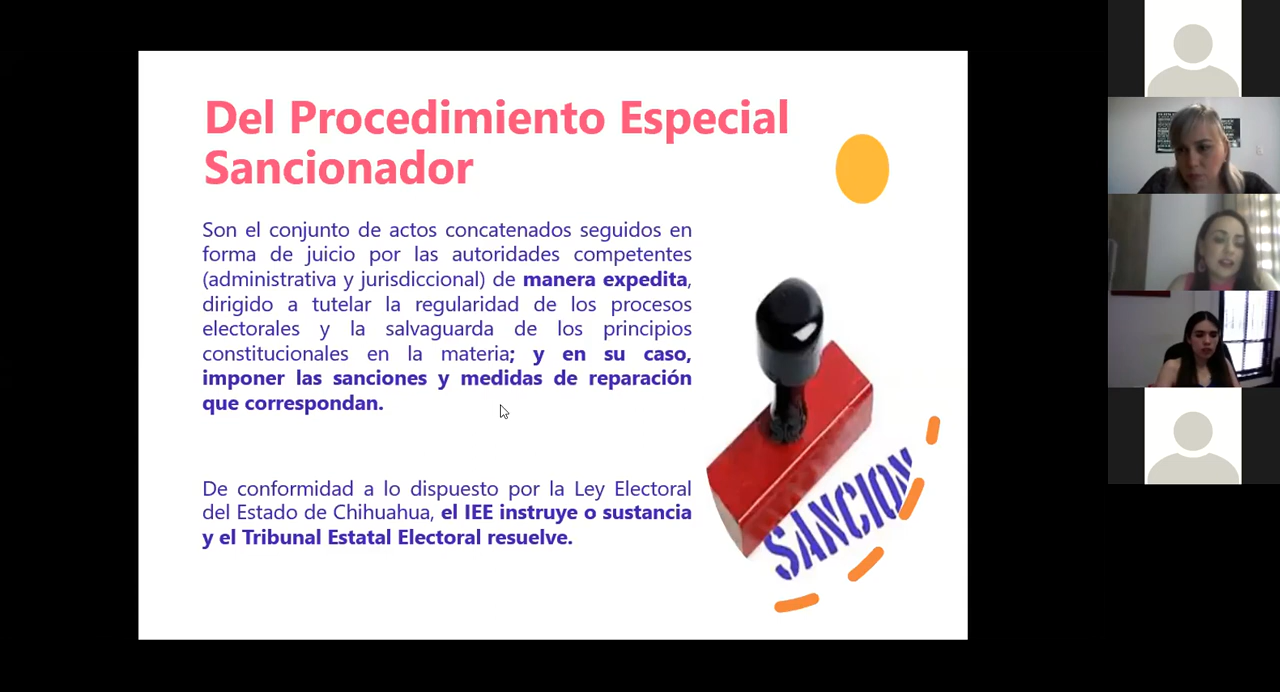 Del Procedimiento Especial
Sancionador
Son el conjunto de actos concatenados seguidos en
forma de juicio por las autoridades competentes
(administrativa y jurisdiccional) de manera expedita,
dirigido a tutelar la regularidad de los procesos
electorales y la salvaguarda de los principios
constitucionales en la materia; y en su caso,
imponer las sanciones y medidas de reparación
que correspondan.
De conformidad a lo dispuesto por la Ley Electoral
del Estado de Chihuahua, el IEE instruye o sustancia
y el Tribunal Estatal Electoral resuelve.
SANCION